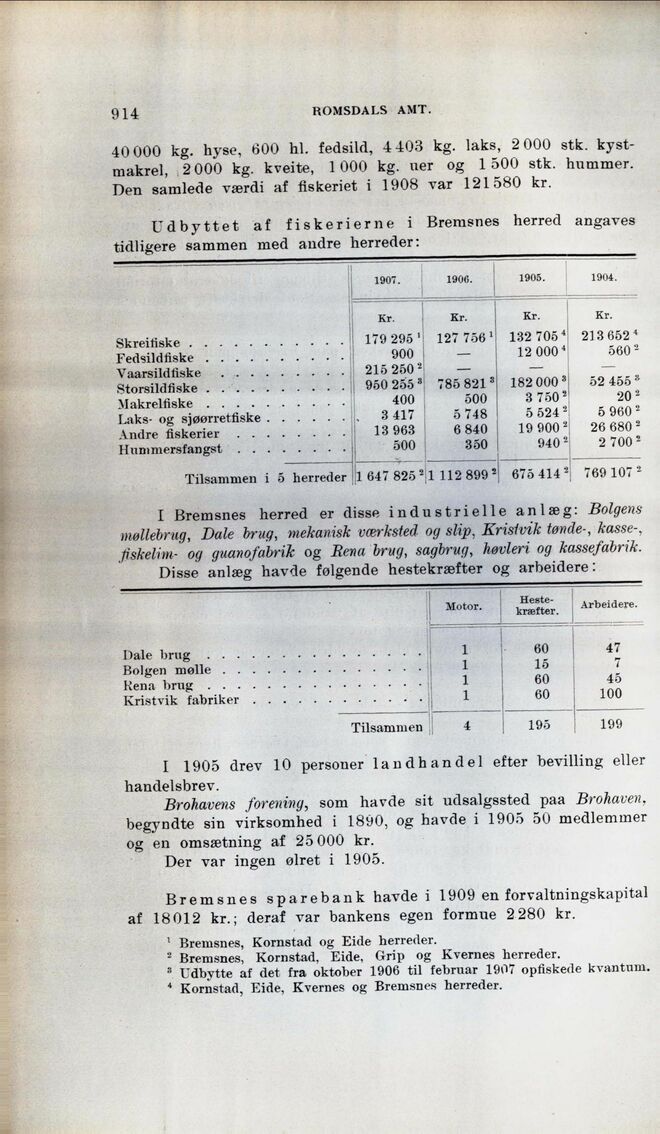 914 ROMSDALS AMT.
40 000 kg. hyse, 600 hl. fedsild, 4 403 kg. laks, 2 000 stk. kyst-
makrel, 2 000 kg. kveite, 1 000 kg. uer og 1 500 stk. hummer.
Den samlede værdi af fiskeriet i 1908 var 121 580 kr.
Udbyttet af fiskerierne i Bremsnes herred angaves
tidligere sammen med andre herreder:
1907. 1906. 1905. 1904.
Kr. Kr. Kr. Kr.
Skreifiske . . . . . . . . . . 179 295 ¹ 127 756 ¹ 132 705 ⁴ 213 652 ⁴
Fedsildfiske . . . . . . . . . 900 — 12 000 ⁴ 560 ²
Vaarsildfiske . . . . . . . . 215 250 ² — — —
Storsildfiske . . . . . . . . . 950 255 ³ 785 821 ³ 182 000 ³ 52 455 ³
Makrelfiske . . . . . . . . . 400 500 3 750 ² 20 ²
Laks- og sjøørretfiske . . . . . . 3 417 5 748 5 524 ² 5 960 ²
Andre fiskerier . . . . . . . 13 963 6 840 19 900 ² 26 680 ²
Hummersfangst . . . . . . . . 500 350 940 ² 2 700 ²
Tilsammen i 5 herreder 1 647 825 ² 1 112 899 ² 675 414 ² 769 107 ²
I Bremsnes herred er disse industrielle anlæg: Bolgens
møllebrug, Dale brug, mekanisk værksted og slip, Kristvik tønde-, kasse-,
fiskelim- og guanofabrik og Rena brug, sagbrug, høvleri og kassefabrik.
Disse anlæg havde følgende hestekræfter og arbeidere:
Motor. Heste-
kræfter. Arbeidere.
Dale brug . . . . . . . . . . . . . . 1 60 47
Bolgen mølle . . . . . . . . . . . . . 1 15 7
Rena brug . . . . . . . . . . . . . . 1 60 45
Kristvik fabriker . . . . . . . . . . . 1 60 100
Tilsammen 4 195 199
I 1905 drev 10 personer landhandel efter bevilling eller
handelsbrev.
Brohavens forening, som havde sit udsalgssted paa Brohaven,
begyndte sin virksomhed i 1890, og havde i 1905 50 medlemmer
og en omsætning af 25 000 kr.
Der var ingen ølret i 1905.
Bremsnes sparebank havde i 1909 en forvaltningskapital
af 18 012 kr.; deraf var bankens egen formue 2 280 kr.
¹ Bremsnes, Kornstad og Eide herreder.
² Bremsnes, Kornstad, Eide, Grip og Kvernes herreder.
³ Udbytte af det fra oktober 1906 til februar 1907 opfiskede kvantum.
⁴ Kornstad, Eide, Kvernes og Bremsnes herreder.